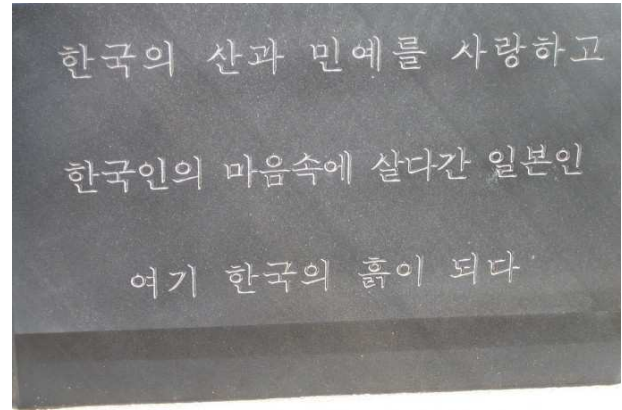 한국의 산과 민예를 사랑하고
한국인의 마음속에 살다간 일본인
여기 한국의 흙이 되다